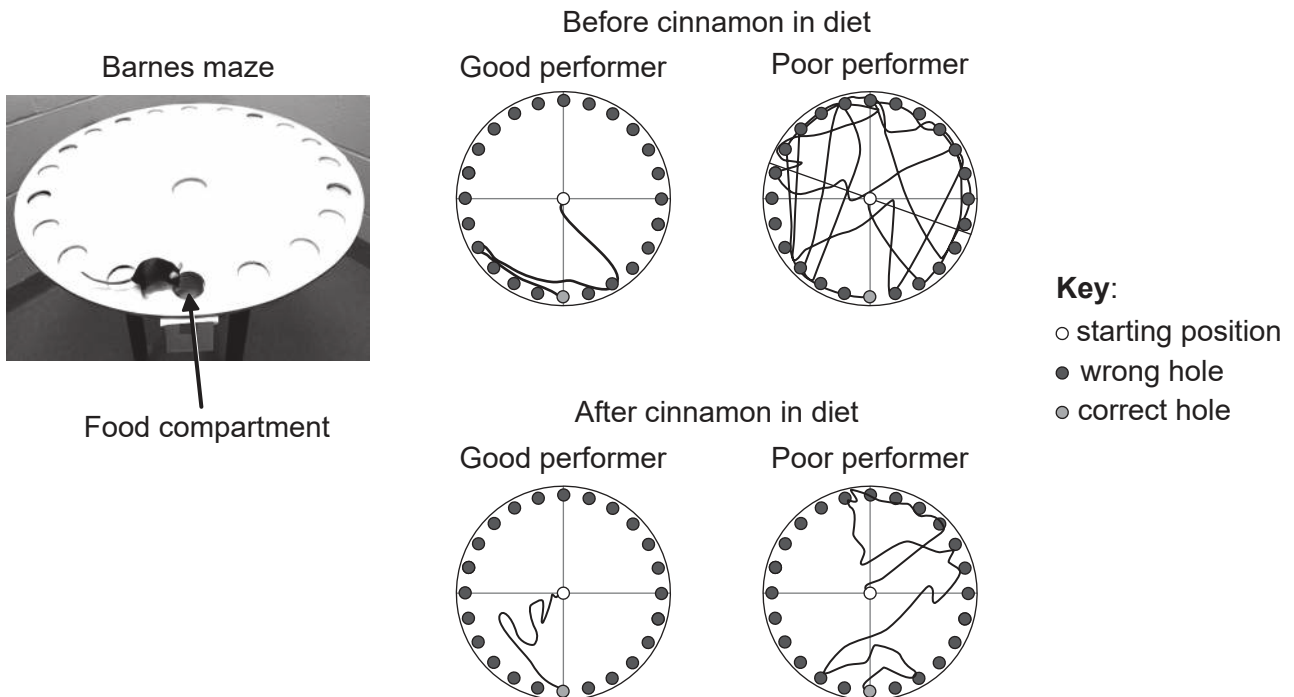 Before cinnamon in diet
Barnes maze
Good performer
Poor performer
Food compartment
Key:
starting position
wrong hole
correct hole
After cinnamon in diet
Good performer
Poor performer